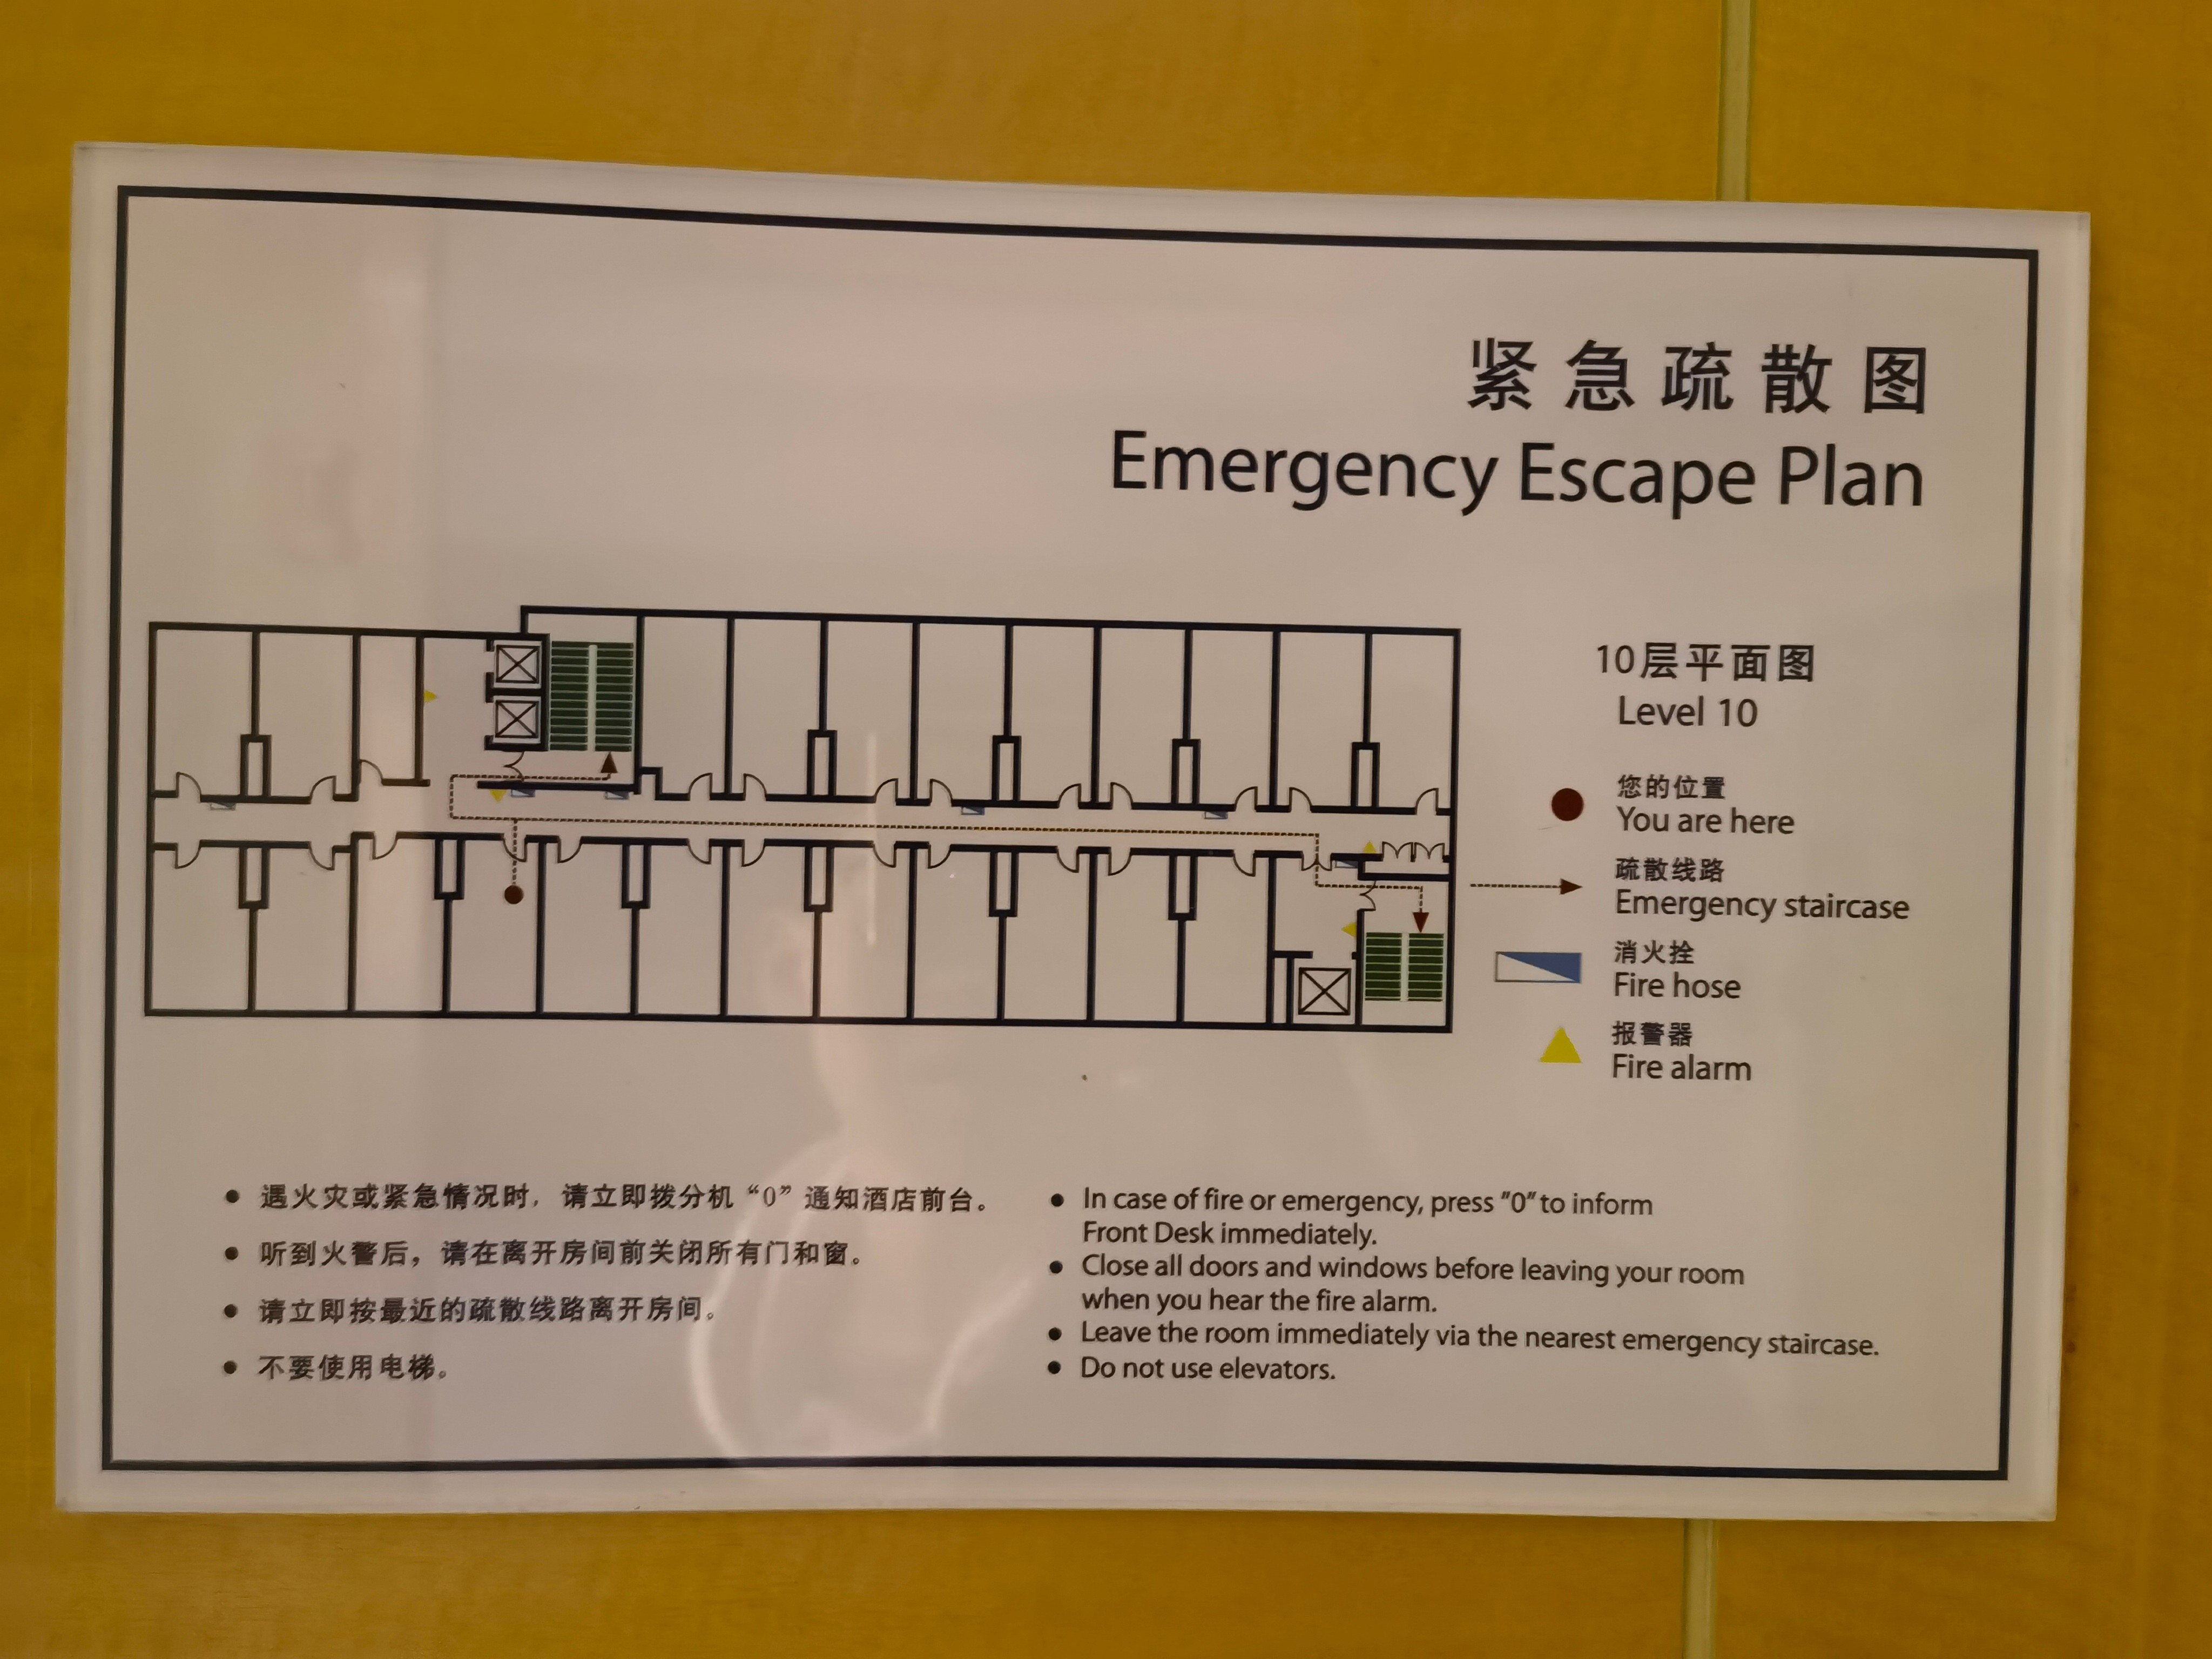 紧急疏散图
Emergency Escape Plan
10层平面图
Level 10
您的位置
You are here
疏散线路
Emergency staircase
消火拴
Fire hose
报警器
Fire alarm
● 遇火灾或紧急情况时，请立即拨分机“0”通知酒店前台。
● 听到火警后，请在离开房间前关闭所有门和窗。
● 请立即按最近的疏散线路离开房间。
● 不要使用电梯。
● In case of fire or emergency, press "0" to inform
Front Desk immediately.
● Close all doors and windows before leaving your room
when you hear the fire alarm.
● Leave the room immediately via the nearest emergency staircase.
● Do not use elevators.